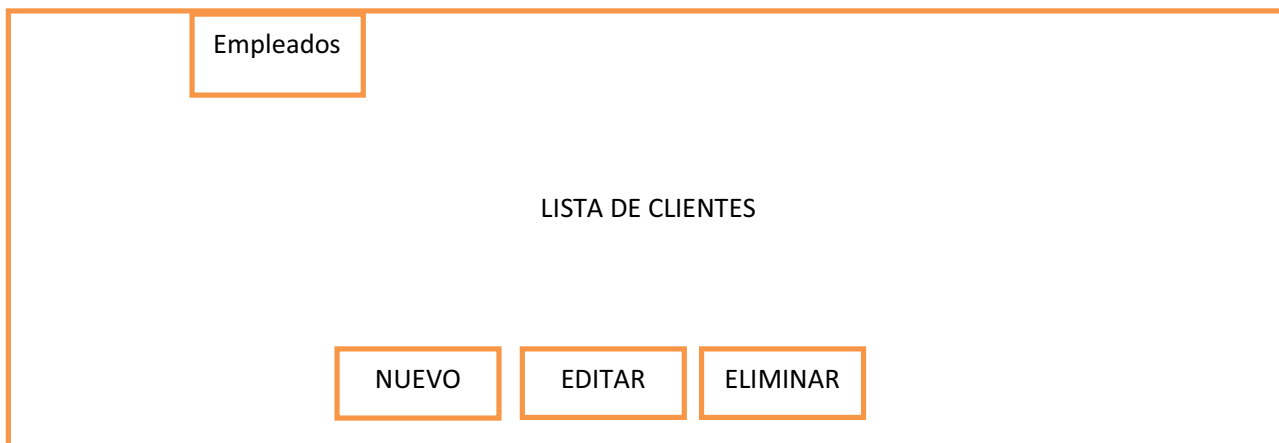 Empleados
LISTA DE CLIENTES
NUEVO
EDITAR
ELIMINAR